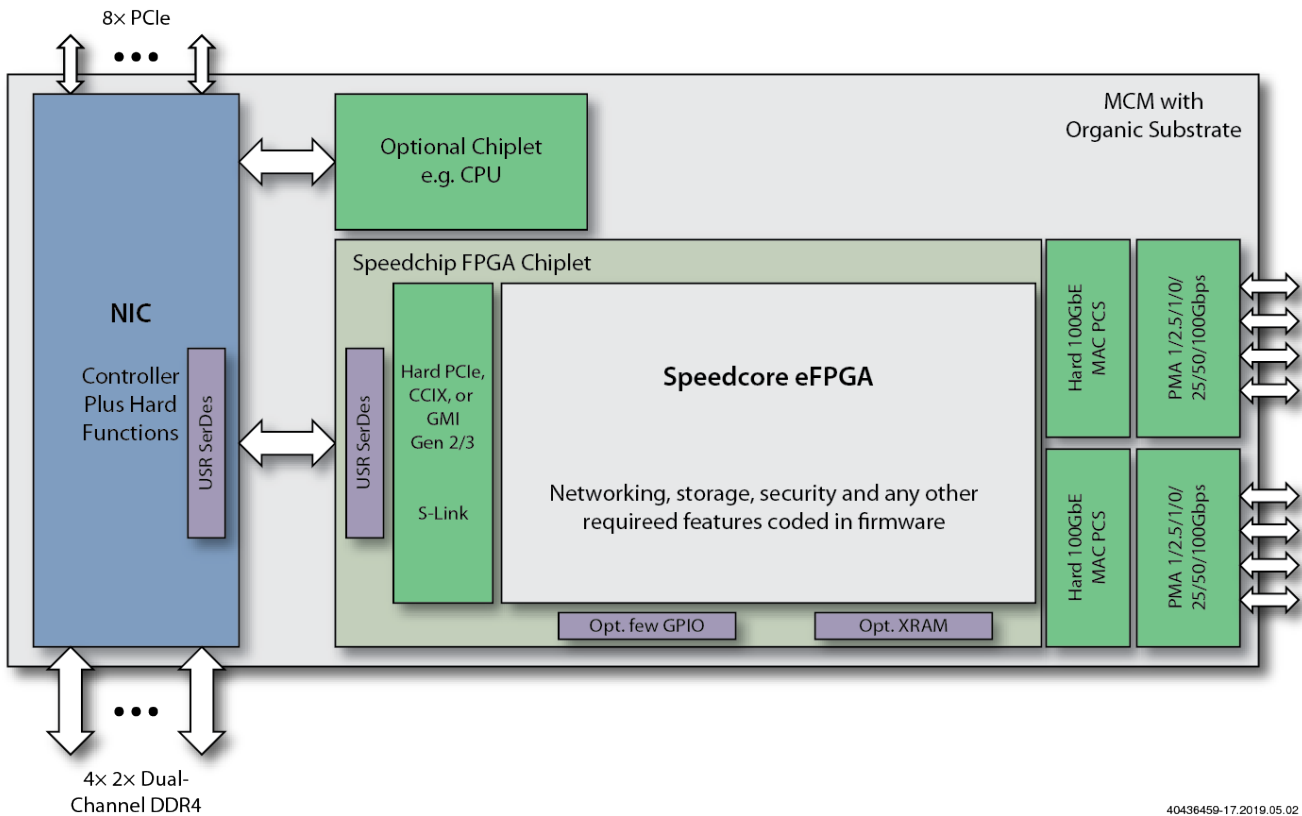 8× PCIe
MCM with
Organic Substrate
Optional Chiplet
e.g. CPU
NIC
Controller
Plus Hard
Functions
USR SerDes
Speedchip FPGA Chiplet
USR SerDes
Hard PCIe,
CCIX, or
GMI
Gen 2/3
S-Link
Speedcore eFPGA
Networking, storage, security and any other
requireed features coded in firmware
Opt. few GPIO
Opt. XRAM
Hard 100GbE
MAC PCS
PMA 1/2.5/1/0/
25/50/100Gbps
Hard 100GbE
MAC PCS
PMA 1/2.5/1/0/
25/50/100Gbps
4× 2× Dual-
Channel DDR4
40436459-17.2019.05.02